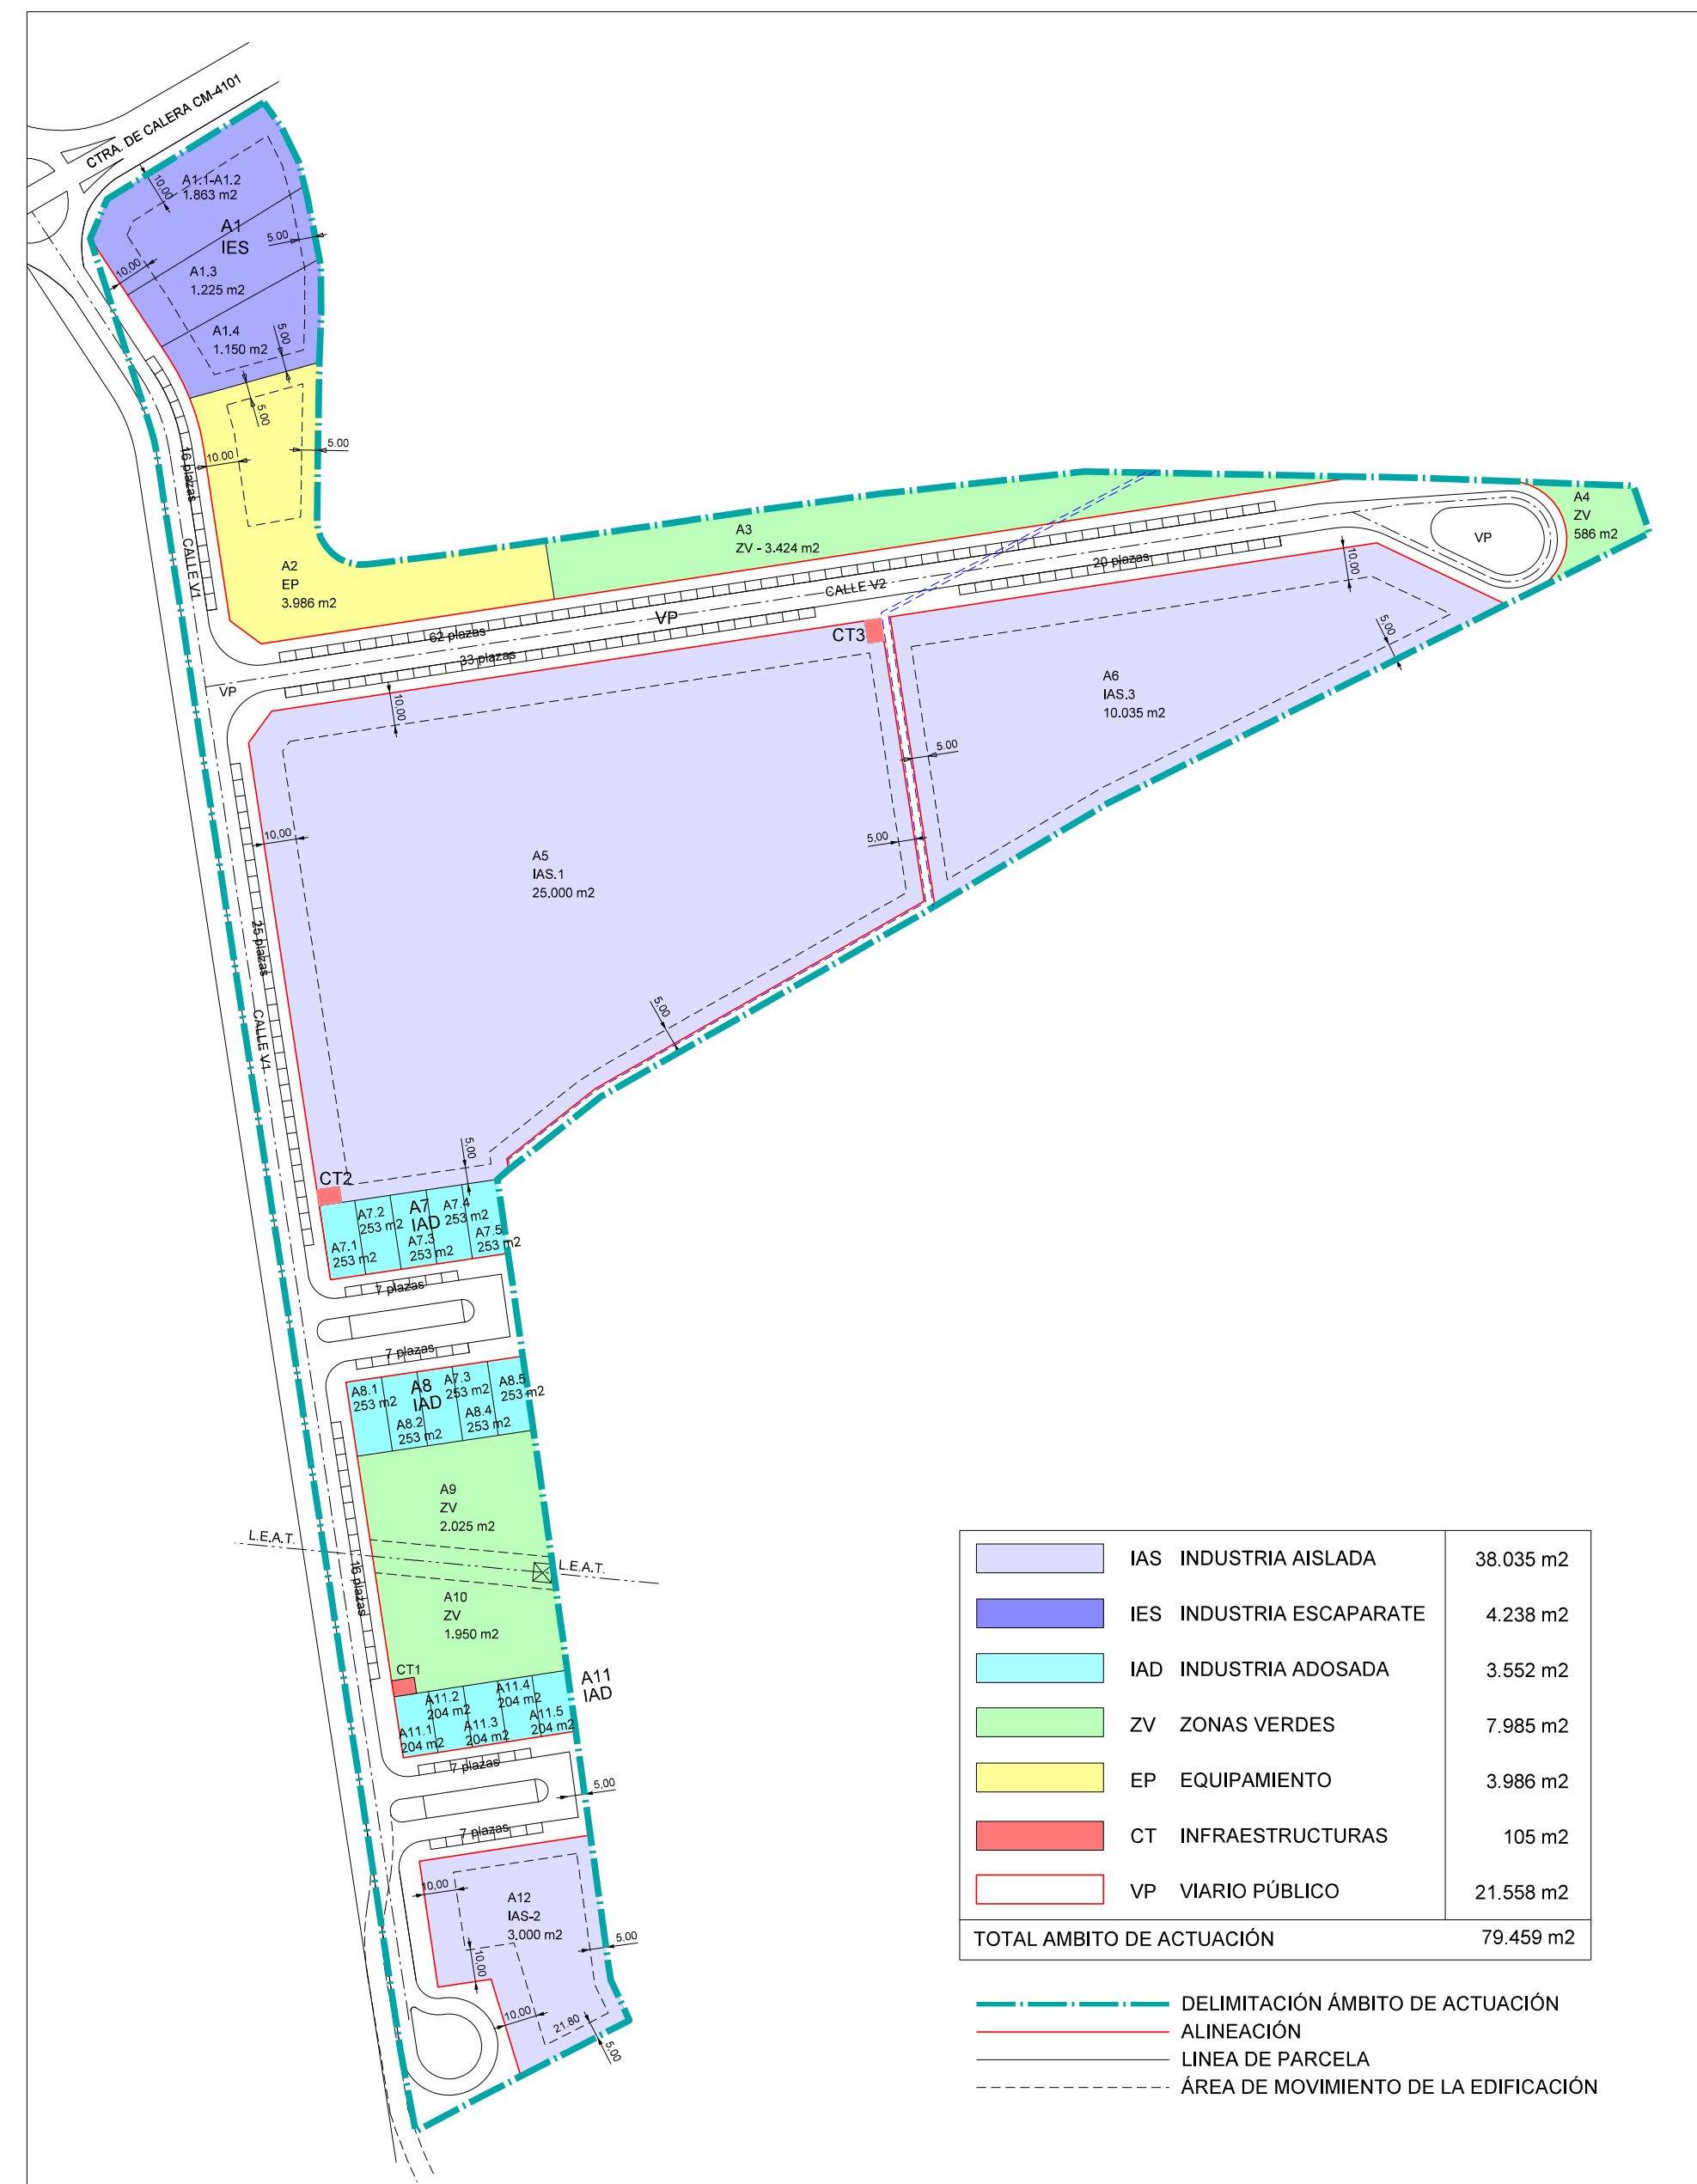 CTRA. DE CALERA CM-4101
10.00
A1.1-A1.2
1.863 m2
A1
IES
5.00
10.00
A1.3
1.225 m2
A1.4
1.150 m2
5.00
5.00
10.00
5.00
16 plazas
CALLE V1
A2
EP
3.986 m2
A3
ZV - 3.424 m2
A4
ZV
586 m2
VP
20 plazas
10.00
CALLE V2
VP
62 plazas
33 plazas
CT3
VP
10.00
5.00
A6
IAS.3
10.035 m2
5.00
10,00
5,00
A5
IAS.1
25.000 m2
25 plazas
CALLE V1
5,00
5,00
CT2
A7
IAD
A7.1
253 m2
A7.2
253 m2
A7.3
253 m2
A7.4
253 m2
A7.5
253 m2
7 plazas
7 plazas
A8
IAD
A8.1
253 m2
A8.2
253 m2
A7.3
253 m2
A8.4
253 m2
A8.5
253 m2
A9
ZV
2.025 m2
L.E.A.T.
L.E.A.T.
16 plazas
A10
ZV
1.950 m2
CT1
A11
IAD
A11.1
204 m2
A11.2
204 m2
A11.3
204 m2
A11.4
204 m2
A11.5
204 m2
7 plazas
5,00
7 plazas
10,00
A12
IAS-2
3.000 m2
10,00
5,00
10,00
21.80
5,00
IAS INDUSTRIA AISLADA 38.035 m2
IES INDUSTRIA ESCAPARATE 4.238 m2
IAD INDUSTRIA ADOSADA 3.552 m2
ZV ZONAS VERDES 7.985 m2
EP EQUIPAMIENTO 3.986 m2
CT INFRAESTRUCTURAS 105 m2
VP VIARIO PÚBLICO 21.558 m2
TOTAL AMBITO DE ACTUACIÓN 79.459 m2
DELIMITACIÓN ÁMBITO DE ACTUACIÓN
ALINEACIÓN
LINEA DE PARCELA
ÁREA DE MOVIMIENTO DE LA EDIFICACIÓN